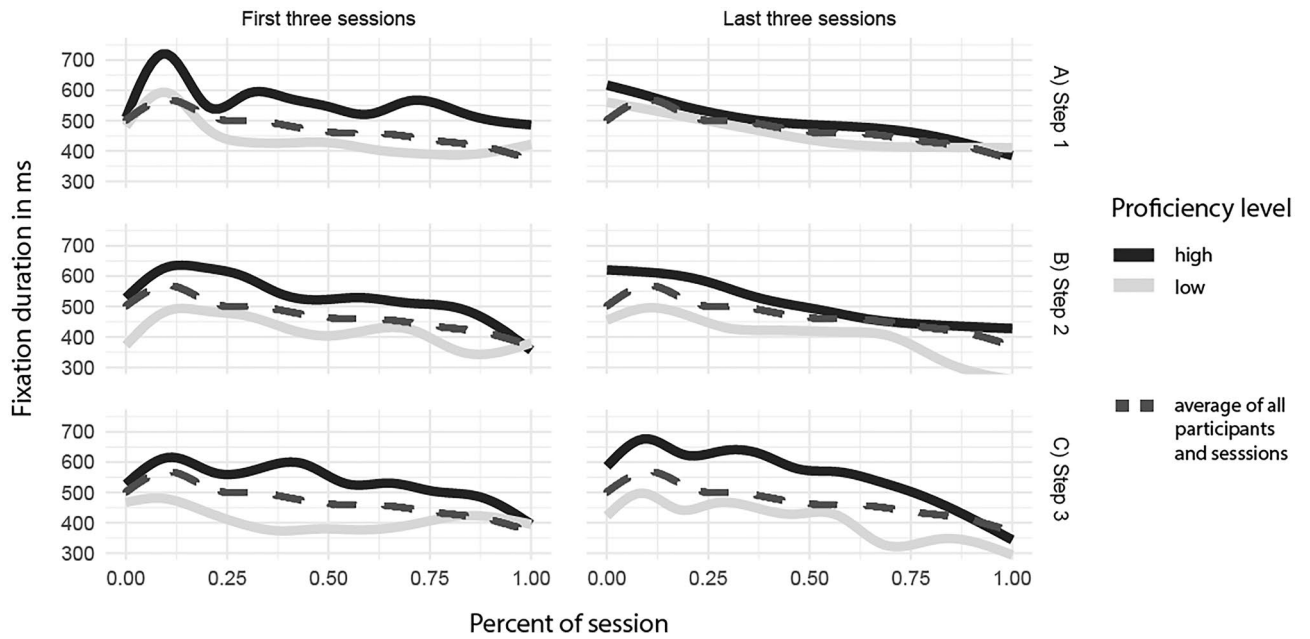 First three sessions
Last three sessions
Fixation duration in ms
700
600
500
400
300
A) Step 1
700
600
500
400
300
B) Step 2
700
600
500
400
300
C) Step 3
0.00 0.25 0.50 0.75 1.00
0.00 0.25 0.50 0.75 1.00
Percent of session
Proficiency level
high
low
average of all
participants
and sesssions